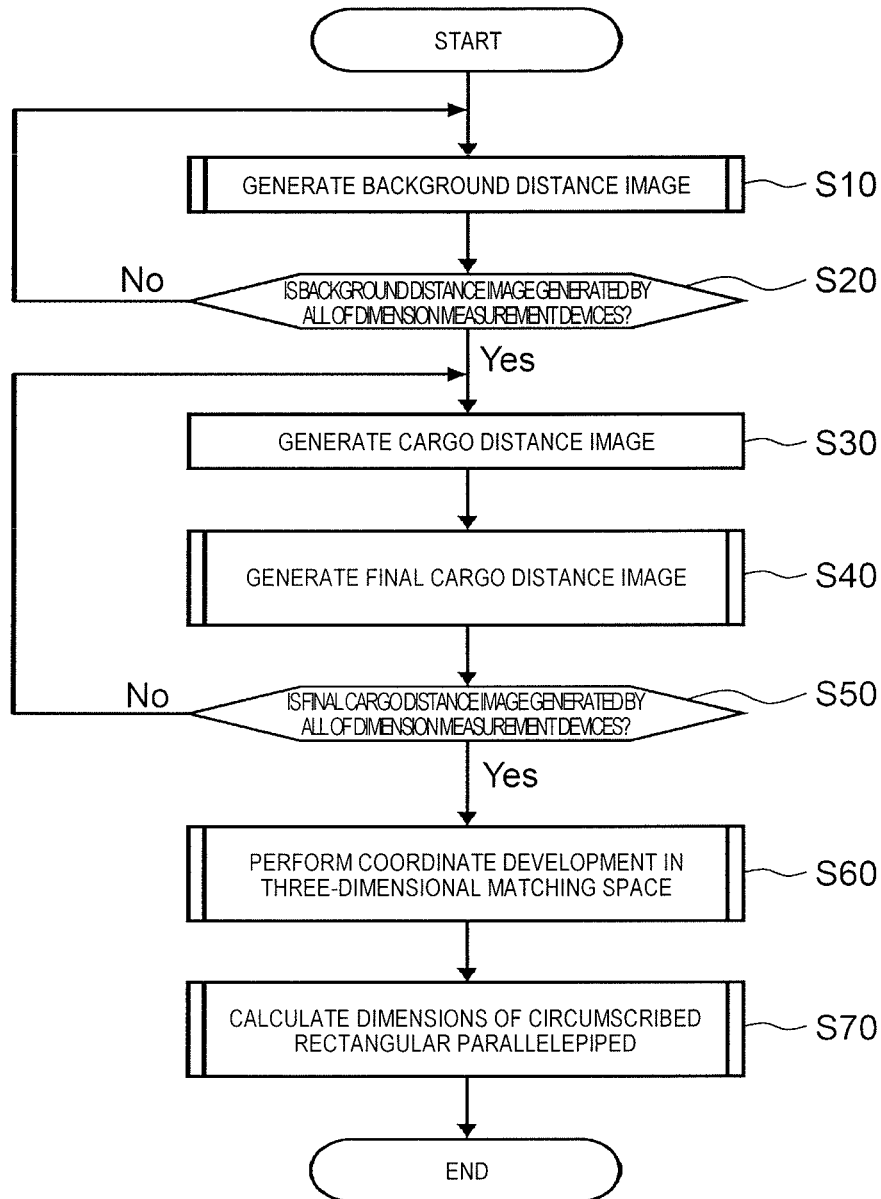 START
GENERATE BACKGROUND DISTANCE IMAGE
S10
IS BACKGROUND DISTANCE IMAGE GENERATED BY
ALL OF DIMENSION MEASUREMENT DEVICES?
S20
No
Yes
GENERATE CARGO DISTANCE IMAGE
S30
GENERATE FINAL CARGO DISTANCE IMAGE
S40
IS FINAL CARGO DISTANCE IMAGE GENERATED BY
ALL OF DIMENSION MEASUREMENT DEVICES?
S50
No
Yes
PERFORM COORDINATE DEVELOPMENT IN
THREE-DIMENSIONAL MATCHING SPACE
S60
CALCULATE DIMENSIONS OF CIRCUMSCRIBED
RECTANGULAR PARALLELEPIPED
S70
END